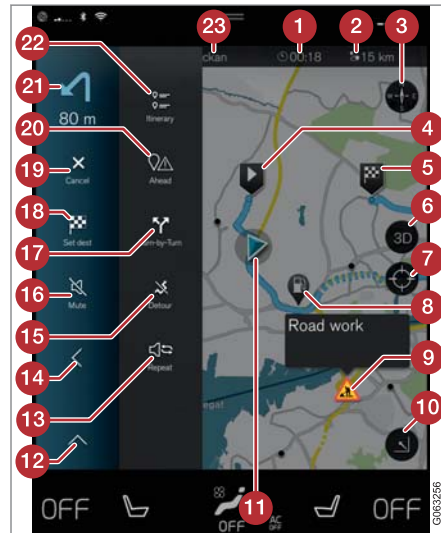 23 1 2 3
ckan 00:18 15 km
22
21
80 m
Itinerary
20
Ahead
4
5
19
Cancel
18
Set dest
17
Turn-by-Turn
6
3D
7
16
Mute
15
Detour
8
Road work
14
13
Repeat
9
egat
10
12
11
OFF OFF AC OFF OFF
G063256